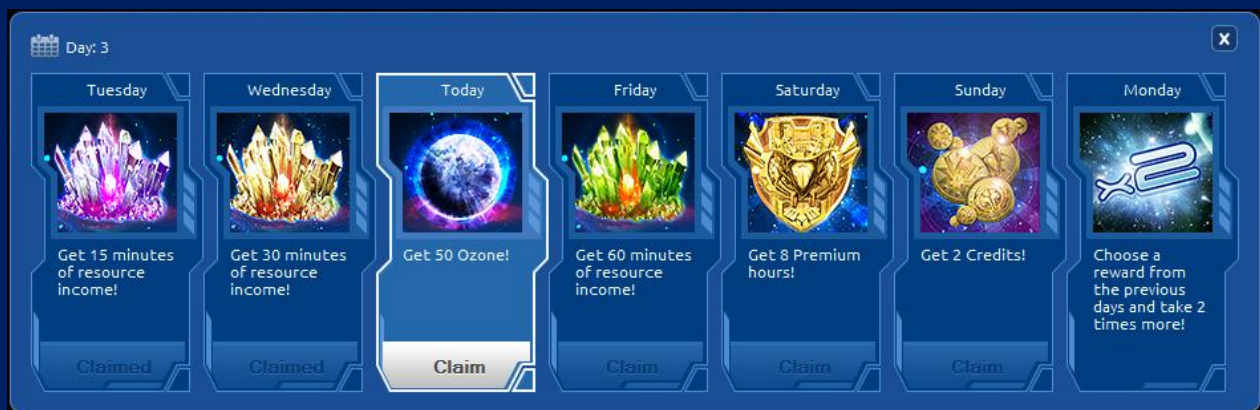 Day: 3
X
Tuesday
Get 15 minutes
of resource
income!
Claimed
Wednesday
Get 30 minutes
of resource
income!
Claimed
Today
Get 50 Ozone!
Claim
Friday
Get 60 minutes
of resource
income!
Claim
Saturday
Get 8 Premium
hours!
Claim
Sunday
Get 2 Credits!
Claim
Monday
x2
Choose a
reward from
the previous
days and take 2
times more!